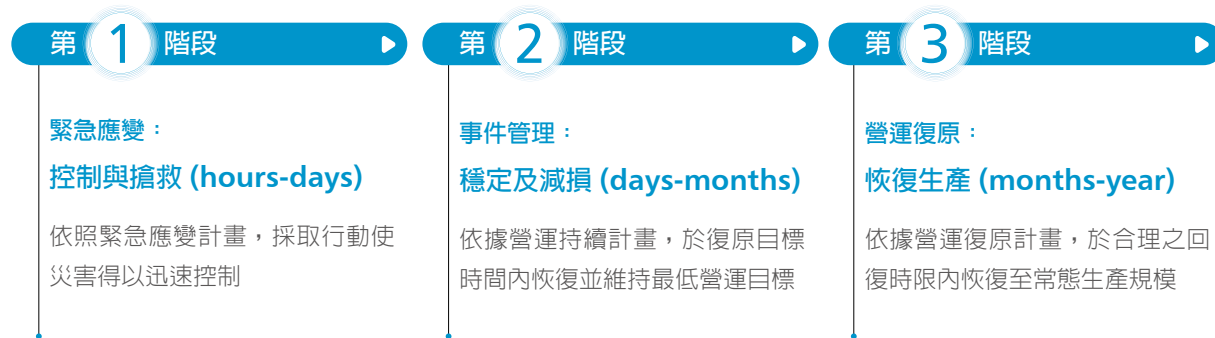 第 1 階段
緊急應變：
控制與搶救 (hours-days)
依照緊急應變計畫，採取行動使
災害得以迅速控制
第 2 階段
事件管理：
穩定及減損 (days-months)
依據營運持續計畫，於復原目標
時間內恢復並維持最低營運目標
第 3 階段
營運復原：
恢復生產 (months-year)
依據營運復原計畫，於合理之回
復時限內恢復至常態生產規模